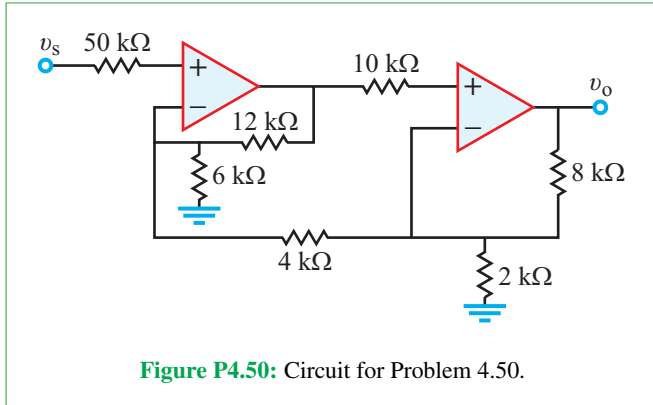 v_s 50 kΩ
10 kΩ
v_o
+
−
+
−
12 kΩ
6 kΩ
8 kΩ
4 kΩ
2 kΩ
Figure P4.50: Circuit for Problem 4.50.